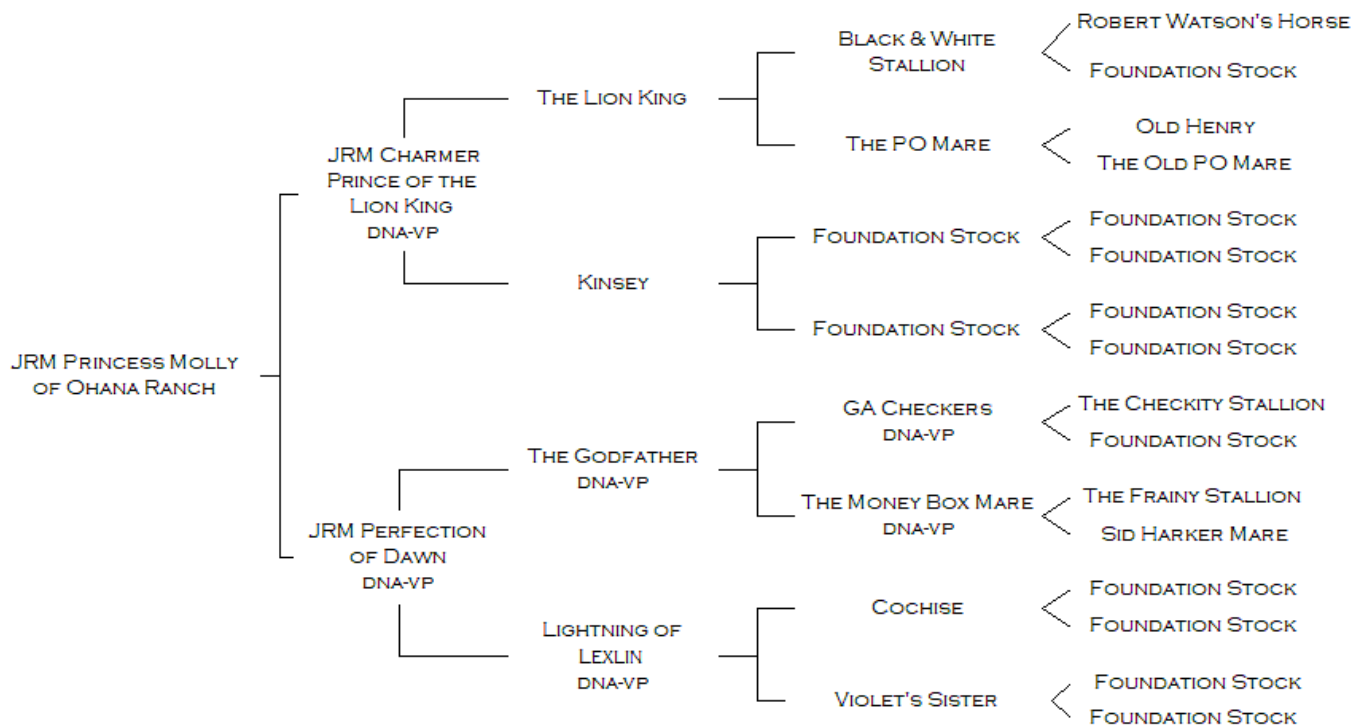 Robert Watson's Horse
Black & White
Stallion
Foundation Stock
The Lion King
Old Henry
The PO Mare
The Old PO Mare
JRM Charmer
Prince of the
Lion King
DNA-VP
Foundation Stock
Foundation Stock
Foundation Stock
Kinsey
Foundation Stock
Foundation Stock
Foundation Stock
JRM Princess Molly
of Ohana Ranch
The Checkity Stallion
GA Checkers
DNA-VP
Foundation Stock
The Godfather
DNA-VP
The Frainy Stallion
The Money Box Mare
DNA-VP
Sid Harker Mare
JRM Perfection
of Dawn
DNA-VP
Foundation Stock
Cochise
Foundation Stock
Lightning of
Lexlin
DNA-VP
Foundation Stock
Violet's Sister
Foundation Stock